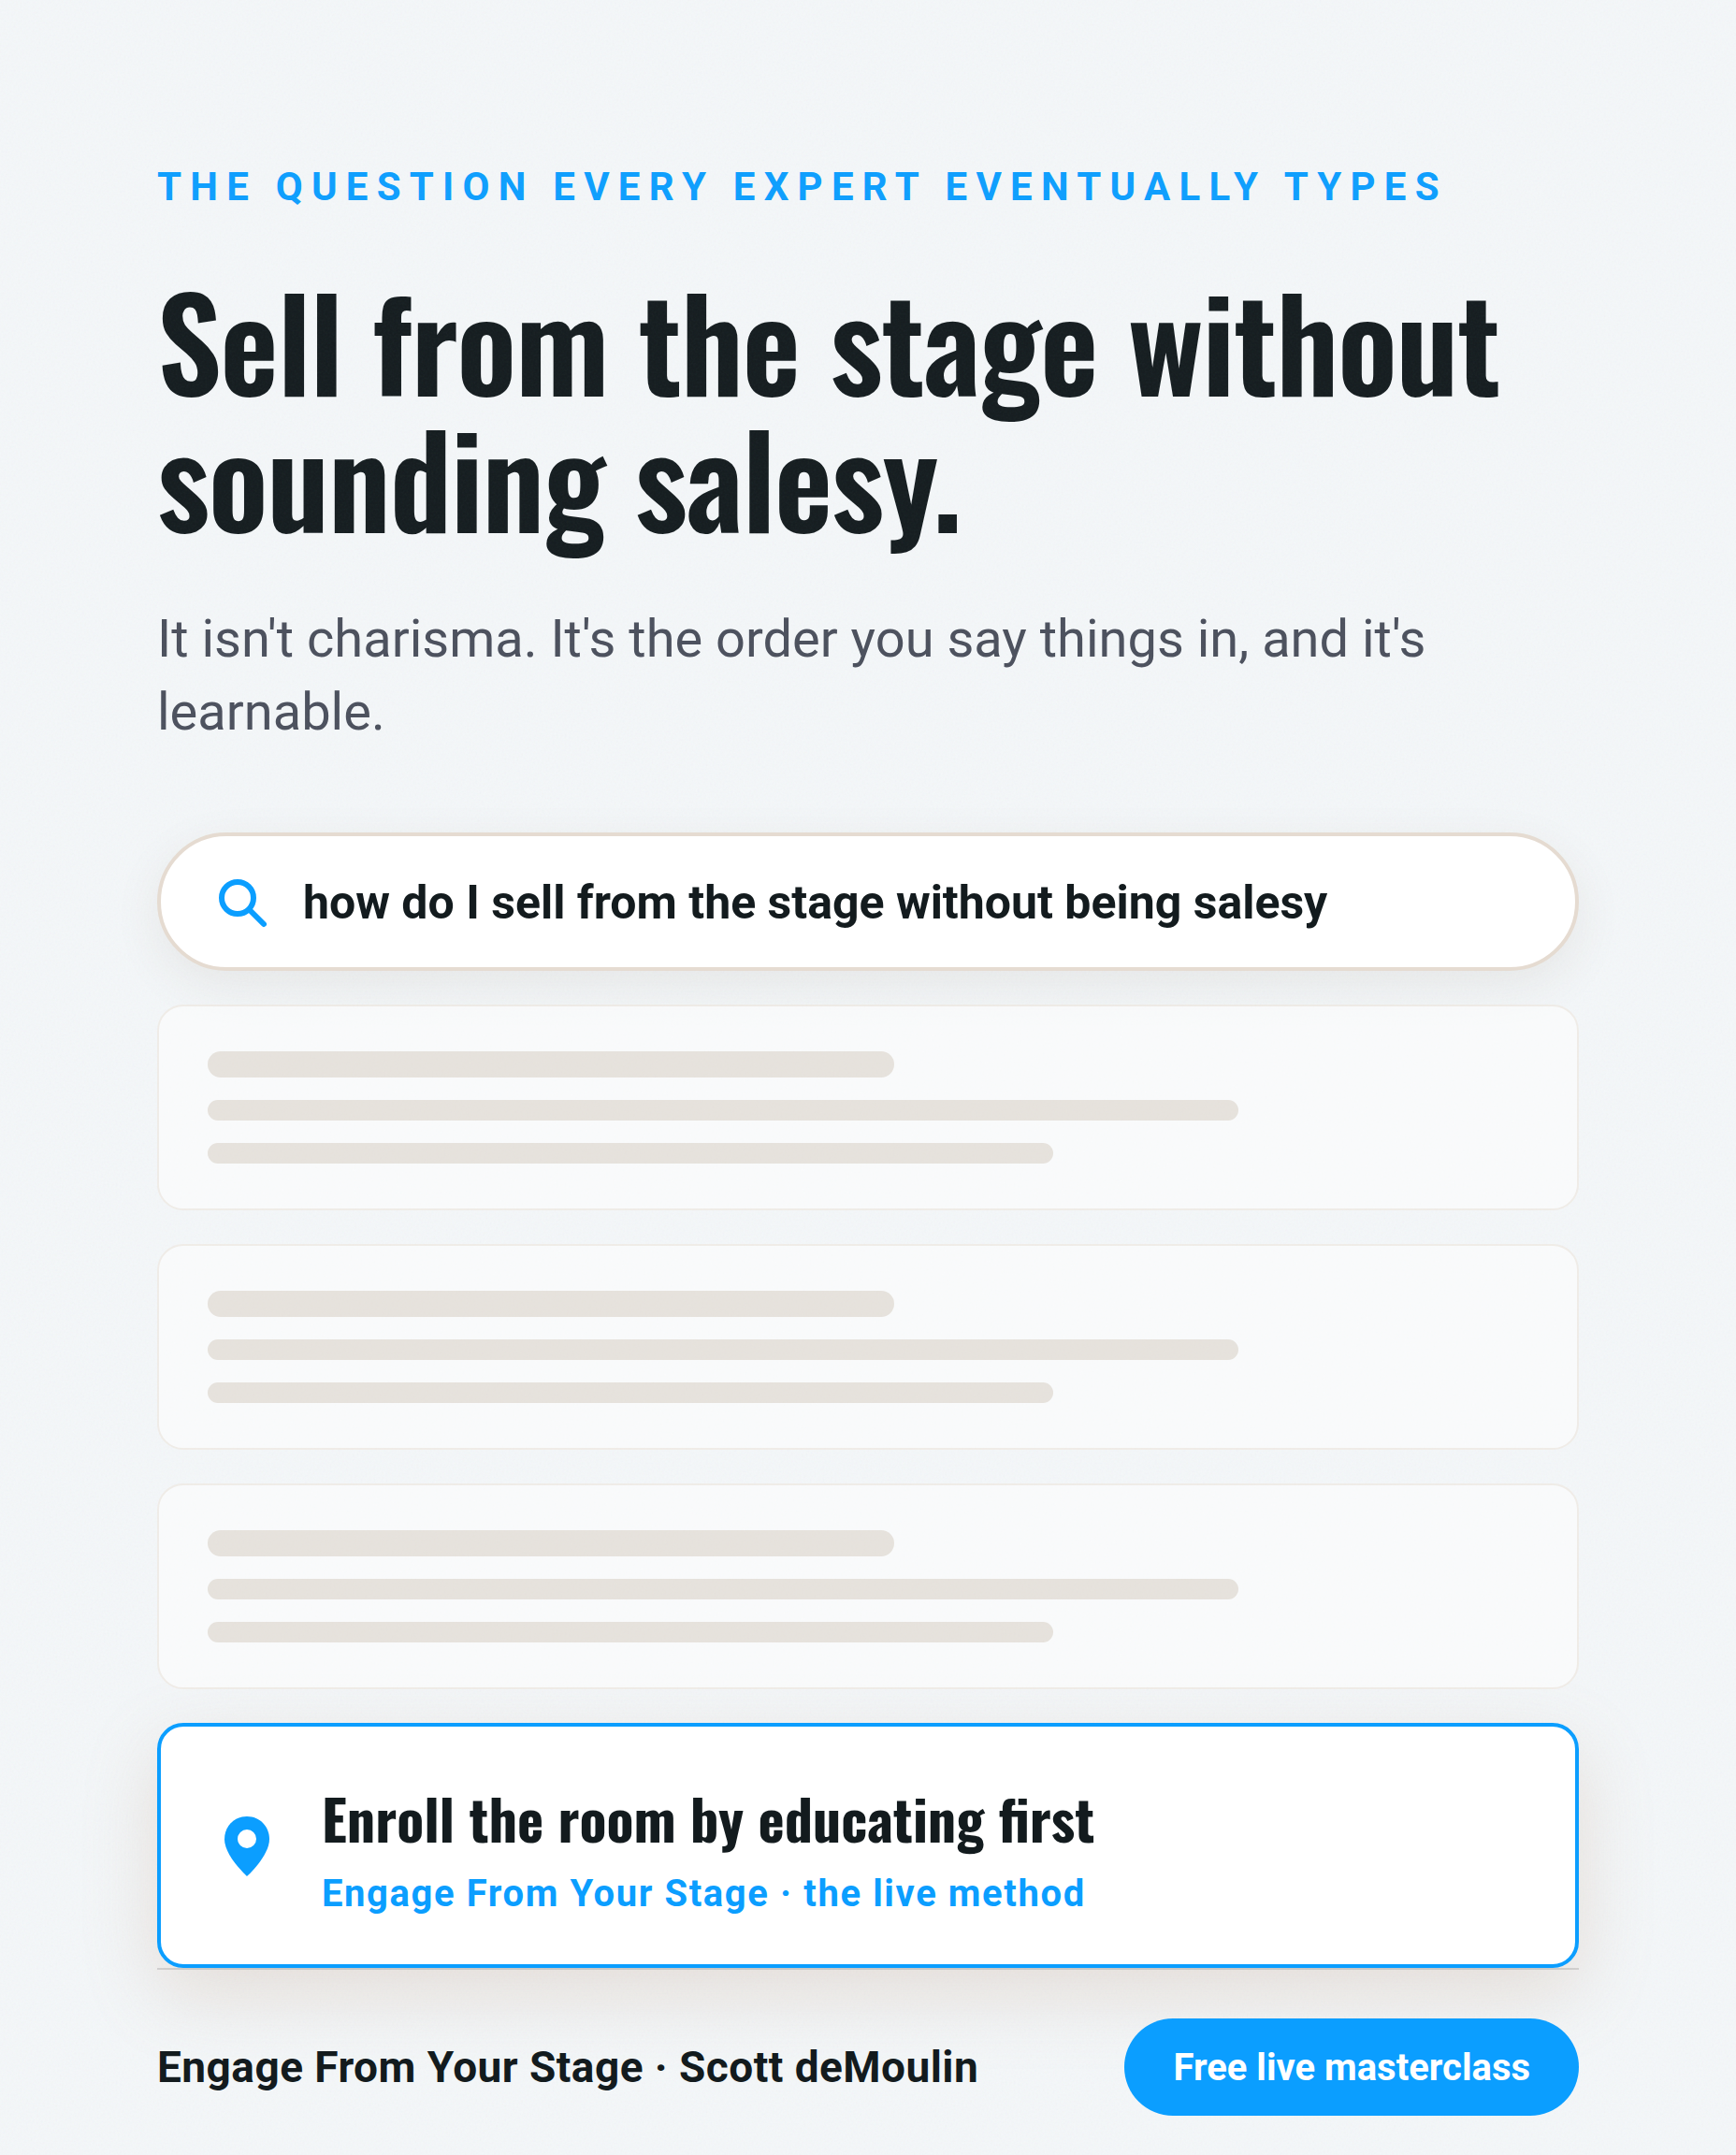 THE QUESTION EVERY EXPERT EVENTUALLY TYPES
Sell from the stage without
sounding salesy.
It isn't charisma. It's the order you say things in, and it's
learnable.
how do I sell from the stage without being salesy
Enroll the room by educating first
Engage From Your Stage · the live method
Engage From Your Stage · Scott deMoulin
Free live masterclass